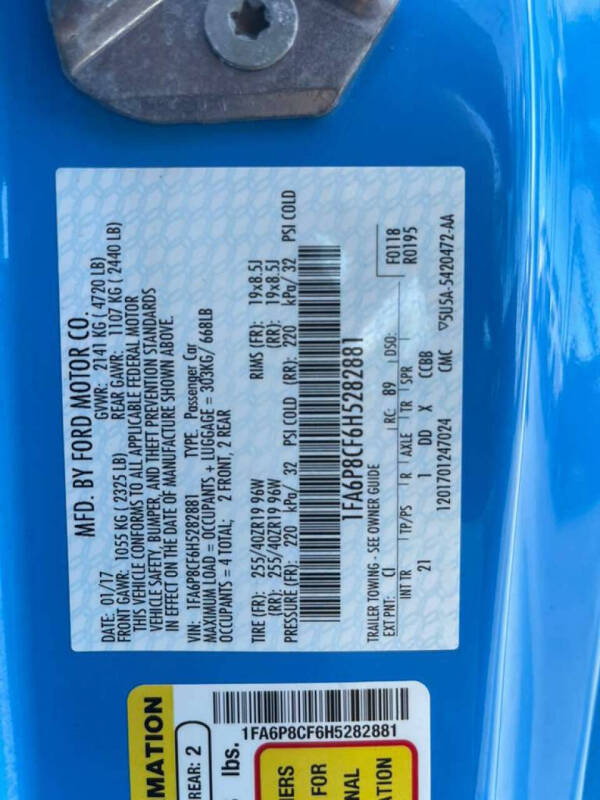 MFD. BY FORD MOTOR CO.
DATE: 01/17 GVWR: 2141 KG ( 4720 LB)
FRONT GAWR: 1055 KG ( 2325 LB) REAR GAWR: 1107 KG ( 2440 LB)
THIS VEHICLE CONFORMS TO ALL APPLICABLE FEDERAL MOTOR
VEHICLE SAFETY, BUMPER, AND THEFT PREVENTION STANDARDS
IN EFFECT ON THE DATE OF MANUFACTURE SHOWN ABOVE.
VIN: 1FA6P8CF6H5282881 TYPE: Passenger Car
MAXIMUM LOAD = OCCUPANTS + LUGGAGE = 303KG/ 668LB
OCCUPANTS = 4 TOTAL; 2 FRONT, 2 REAR
TIRE (FR): 255/40ZR19 96W RIMS (FR): 19x8.5J
(RR): 255/40ZR19 96W (RR): 19x8.5J
PRESSURE (FR): 220 kPa/ 32 PSI COLD (RR): 220 kPa/ 32 PSI COLD
1FA6P8CF6H5282881
TRAILER TOWING - SEE OWNER GUIDE F0118
EXT PNT: CI RC: 89 DSO: R0195
INT TR TP/PS R AXLE TR SPR
21 1 DD X CCBB
1201701247024 CMC ▽5U5A-5420472-AA
MATION
REAR: 2
lbs.
1FA6P8CF6H5282881
FOR